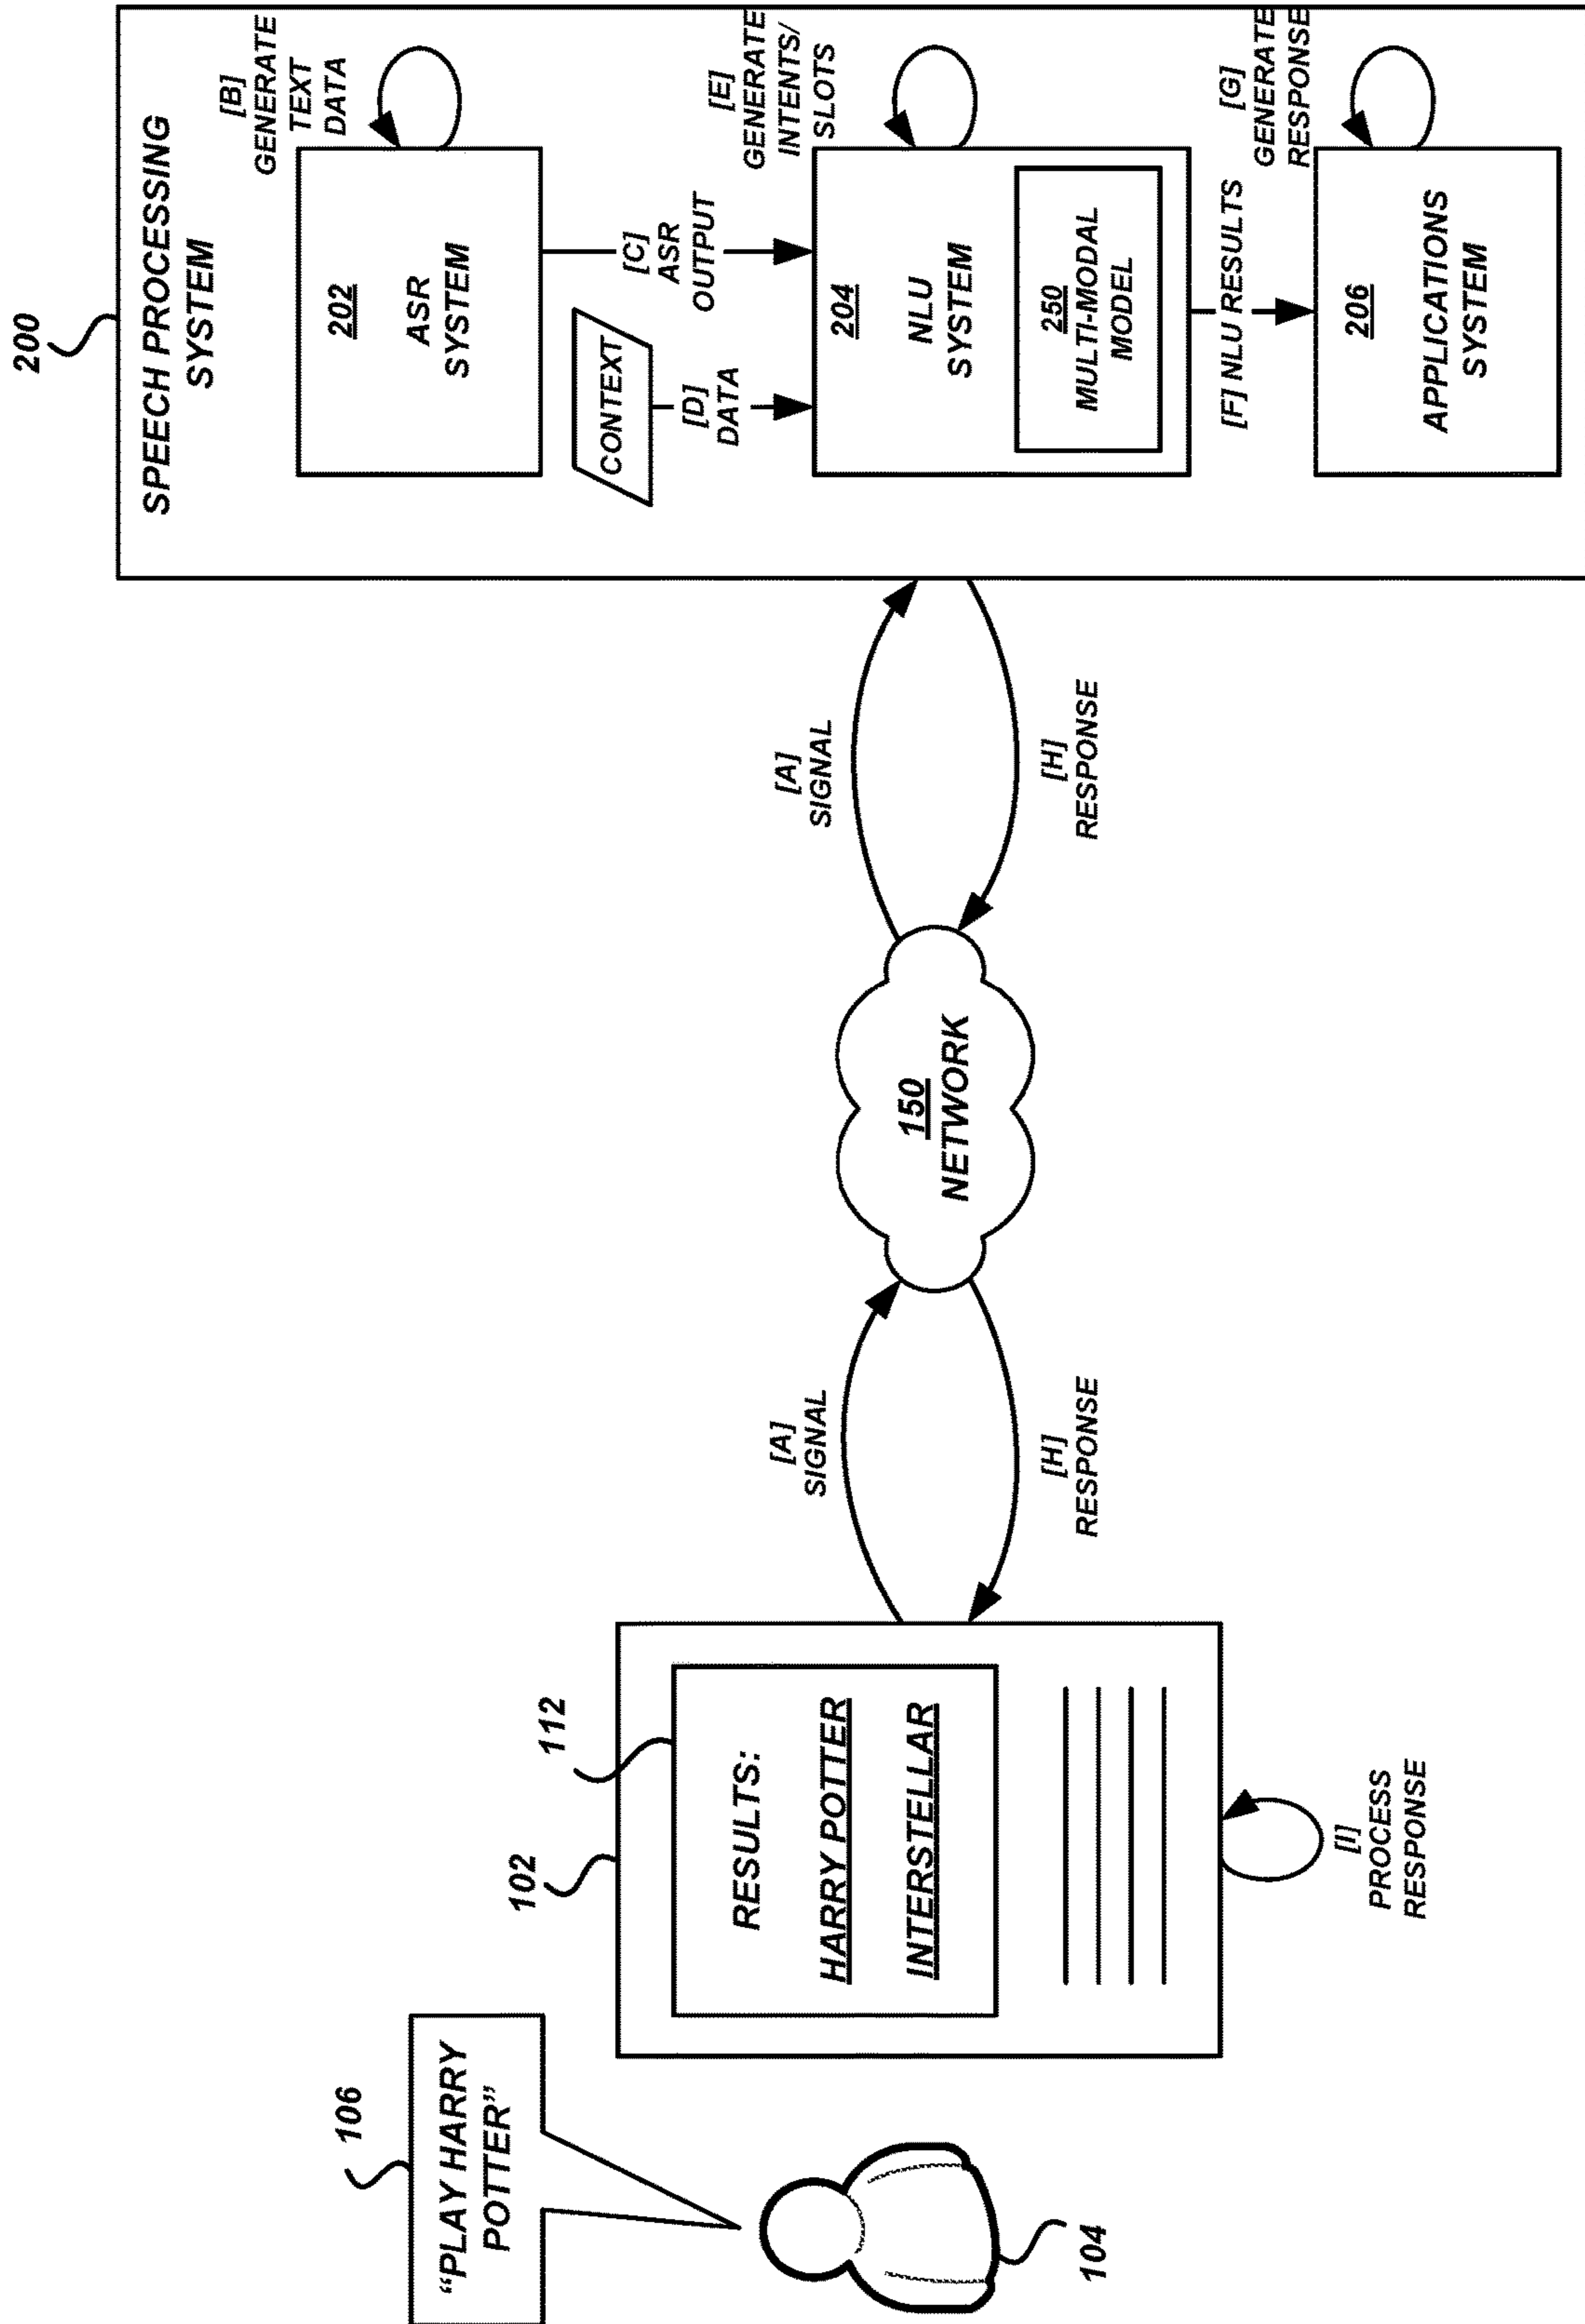 106
"PLAY HARRY
POTTER"
104
102
112
RESULTS:
HARRY POTTER
INTERSTELLAR
[I]
PROCESS
RESPONSE
[A]
SIGNAL
[H]
RESPONSE
150
NETWORK
[A]
SIGNAL
[H]
RESPONSE
200
SPEECH PROCESSING
SYSTEM
202
ASR
SYSTEM
[B]
GENERATE
TEXT
DATA
CONTEXT
[D]
DATA
[C]
ASR
OUTPUT
204
NLU
SYSTEM
250
MULTI-MODAL
MODEL
[E]
GENERATE
INTENTS/
SLOTS
[F] NLU RESULTS
206
APPLICATIONS
SYSTEM
[G]
GENERATE
RESPONSE